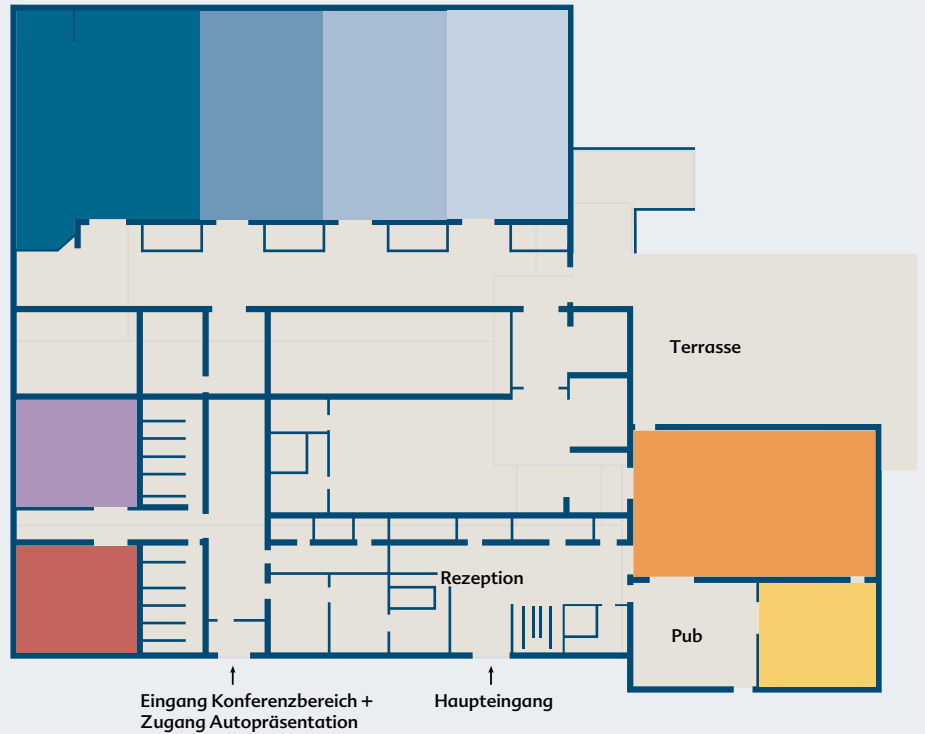 Terrasse
Rezeption
Pub
Eingang Konferenzbereich +
Zugang Autopräsentation
Haupteingang